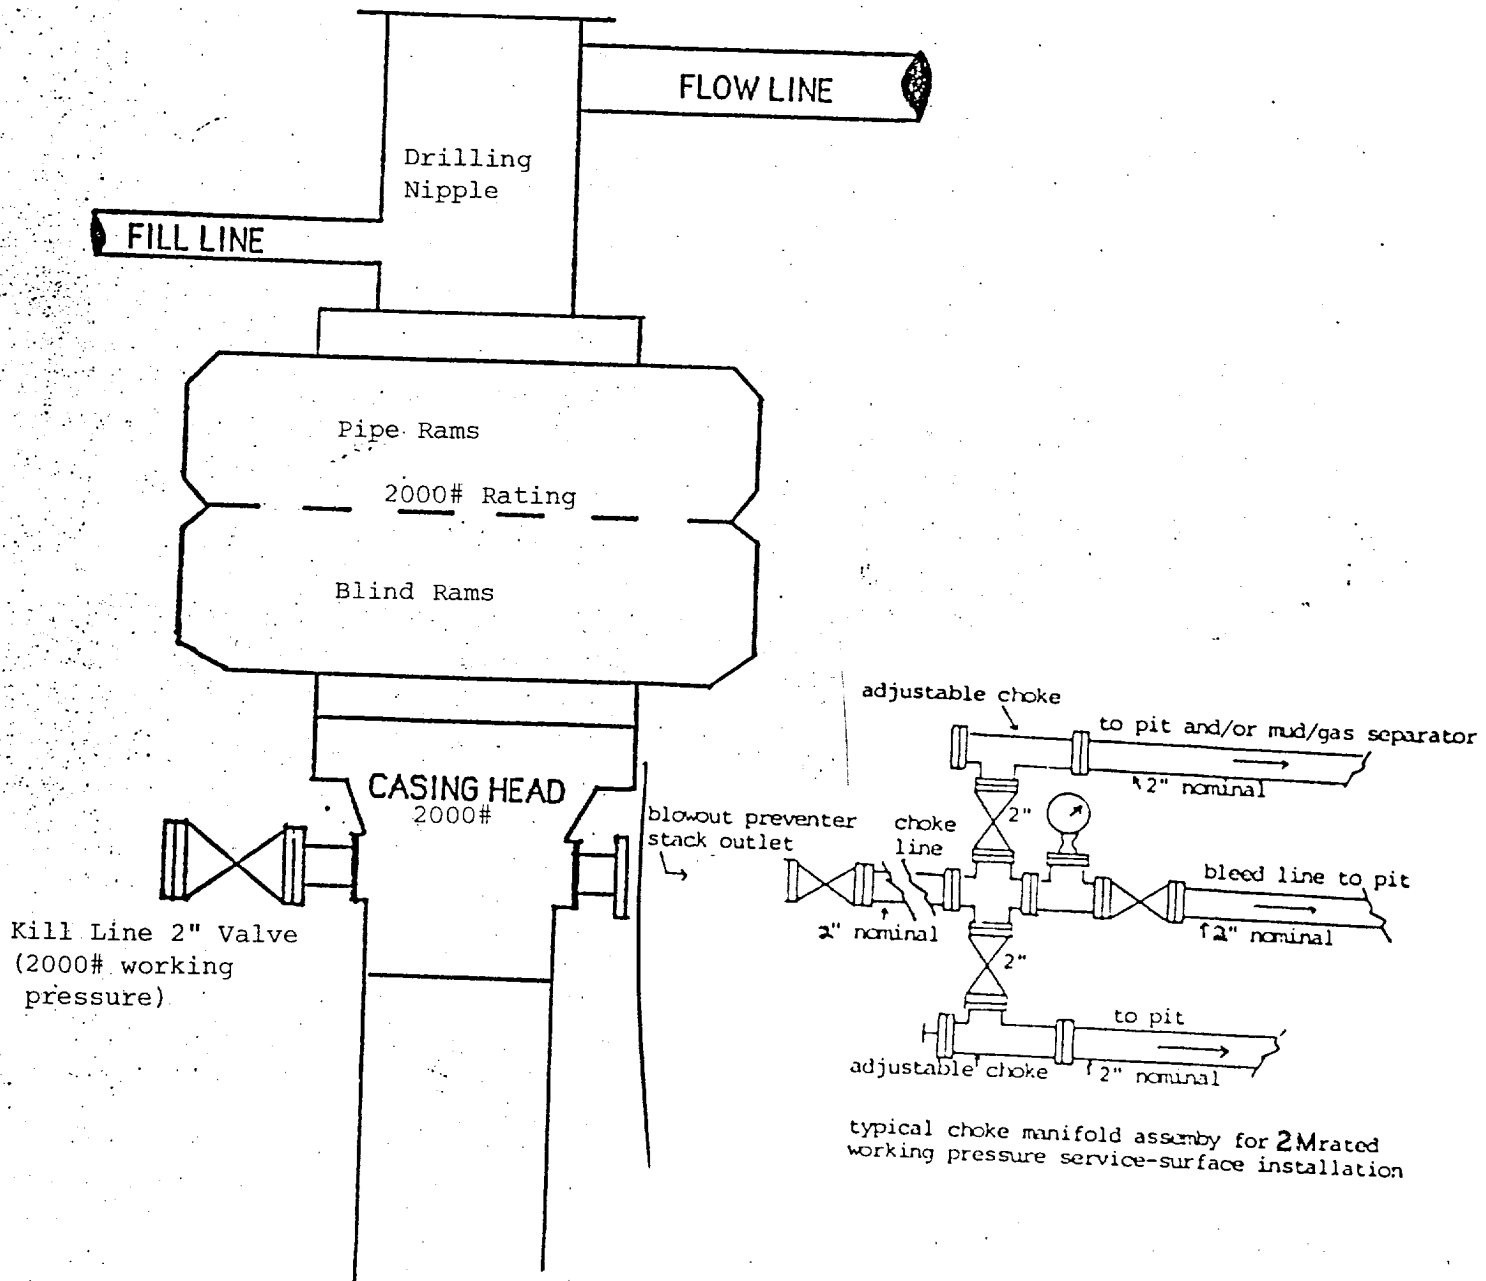 FLOW LINE
Drilling
Nipple
FILL LINE
Pipe Rams
2000# Rating
Blind Rams
CASING HEAD
2000#
Kill Line 2" Valve
(2000# working
pressure)
blowout preventer
stack outlet
adjustable choke
to pit and/or mud/gas separator
2" nominal
2"
choke
line
2" nominal
bleed line to pit
2" nominal
2"
to pit
adjustable choke
2" nominal
typical choke manifold assemby for 2M rated
working pressure service-surface installation